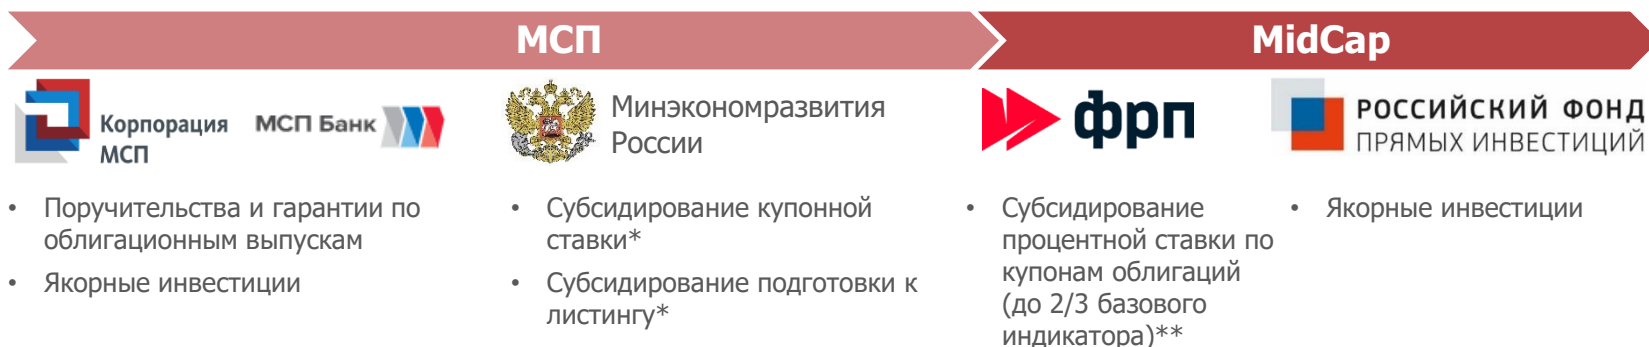 МСП
MidCap
Корпорация
МСП
МСП Банк
Минэкономразвития
России
фрп
РОССИЙСКИЙ ФОНД
ПРЯМЫХ ИНВЕСТИЦИЙ
• Поручительства и гарантии по
облигационным выпускам
• Якорные инвестиции
• Субсидирование купонной
ставки*
• Субсидирование подготовки к
листингу*
• Субсидирование
процентной ставки по
купонам облигаций
(до 2/3 базового
индикатора)**
• Якорные инвестиции